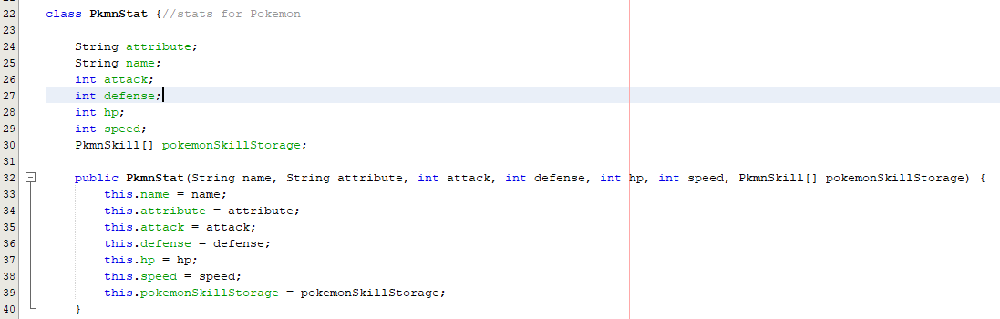 22 class PkmnStat {//stats for Pokemon
23
24 String attribute;
25 String name;
26 int attack;
27 int defense;
28 int hp;
29 int speed;
30 PkmnSkill[] pokemonSkillStorage;
31
32 public PkmnStat(String name, String attribute, int attack, int defense, int hp, int speed, PkmnSkill[] pokemonSkillStorage) {
33 this.name = name;
34 this.attribute = attribute;
35 this.attack = attack;
36 this.defense = defense;
37 this.hp = hp;
38 this.speed = speed;
39 this.pokemonSkillStorage = pokemonSkillStorage;
40 }